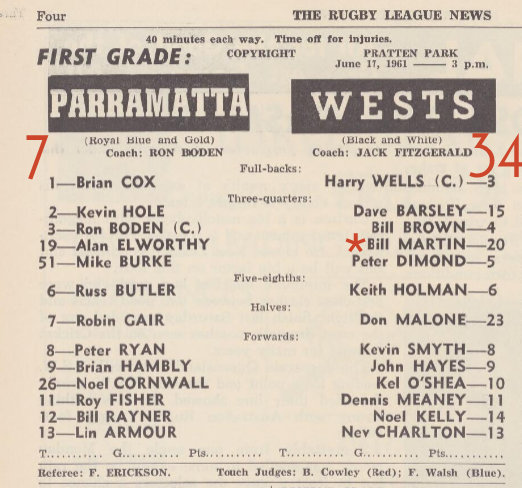 Four THE RUGBY LEAGUE NEWS
40 minutes each way. Time off for injuries.
FIRST GRADE: COPYRIGHT PRATTEN PARK
June 17, 1961 —— 3 p.m.
PARRAMATTA WESTS
7 (Royal Blue and Gold) (Black and White) 34
Coach: RON BODEN Coach: JACK FITZGERALD
Full-backs:
1—Brian COX Harry WELLS (C.)—3
Three-quarters:
2—Kevin HOLE Dave BARSLEY—15
3—Ron BODEN (C.) Bill BROWN—4
19—Alan ELWORTHY *Bill MARTIN—20
51—Mike BURKE Peter DIMOND—5
Five-eighths:
6—Russ BUTLER Keith HOLMAN—6
Halves:
7—Robin GAIR Don MALONE—23
Forwards:
8—Peter RYAN Kevin SMYTH—8
9—Brian HAMBLY John HAYES—9
26—Noel CORNWALL Kel O'SHEA—10
11—Roy FISHER Dennis MEANEY—11
12—Bill RAYNER Noel KELLY—14
13—Lin ARMOUR Nev CHARLTON—13
T.......... G.......... Pts.......... T.......... G.......... Pts..........
Referee: F. ERICKSON. Touch Judges: B. Cowley (Red); F. Walsh (Blue).